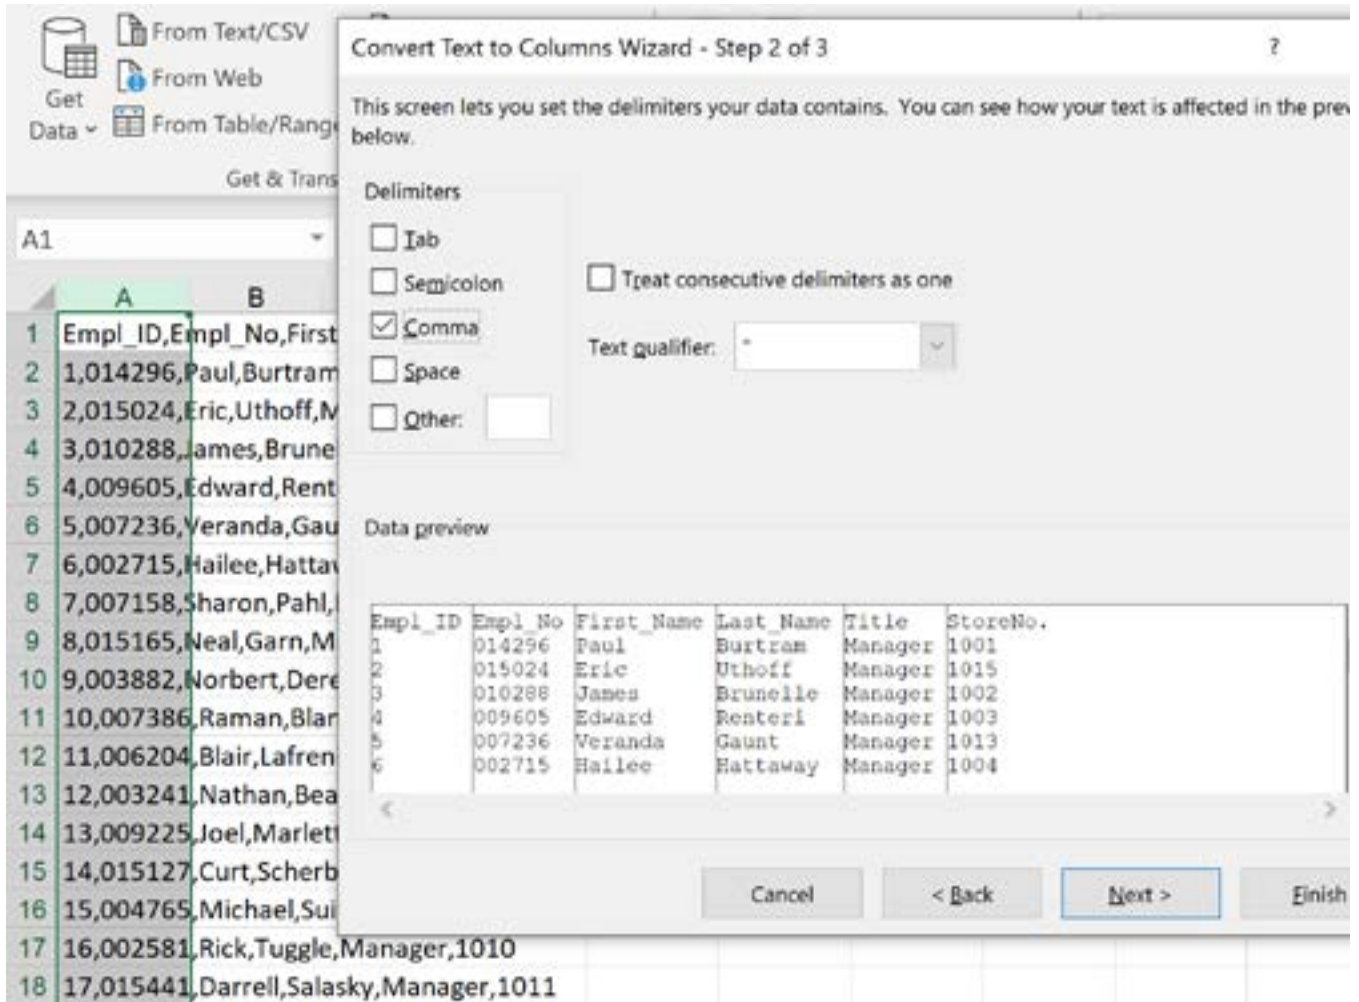 From Text/CSV
From Web
From Table/Range
Get
Data
Get & Trans
Convert Text to Columns Wizard - Step 2 of 3
?
This screen lets you set the delimiters your data contains. You can see how your text is affected in the prev
below.
Delimiters
Tab
Semicolon
Comma
Space
Other:
Treat consecutive delimiters as one
Text qualifier: "
A1
A B
1 Empl_ID,Empl_No,First
2 1,014296,Paul,Burtram
3 2,015024,Eric,Uthoff,M
4 3,010288,James,Brune
5 4,009605,Edward,Rent
6 5,007236,Veranda,Gau
7 6,002715,Hailee,Hattaw
8 7,007158,Sharon,Pahl,
9 8,015165,Neal,Garn,M
10 9,003882,Norbert,Dere
11 10,007386,Raman,Blan
12 11,006204,Blair,Lafren
13 12,003241,Nathan,Bea
14 13,009225,Joel,Marlett
15 14,015127,Curt,Scherb
16 15,004765,Michael,Sui
17 16,002581,Rick,Tuggle,Manager,1010
18 17,015441,Darrell,Salasky,Manager,1011
Data preview
Empl_ID Empl_No First_Name Last_Name Title StoreNo.
1 014296 Paul Burtram Manager 1001
2 015024 Eric Uthoff Manager 1015
3 010288 James Brunelle Manager 1002
4 009605 Edward Renteri Manager 1003
5 007236 Veranda Gaunt Manager 1013
6 002715 Hailee Hattaway Manager 1004
Cancel
< Back
Next >
Finish